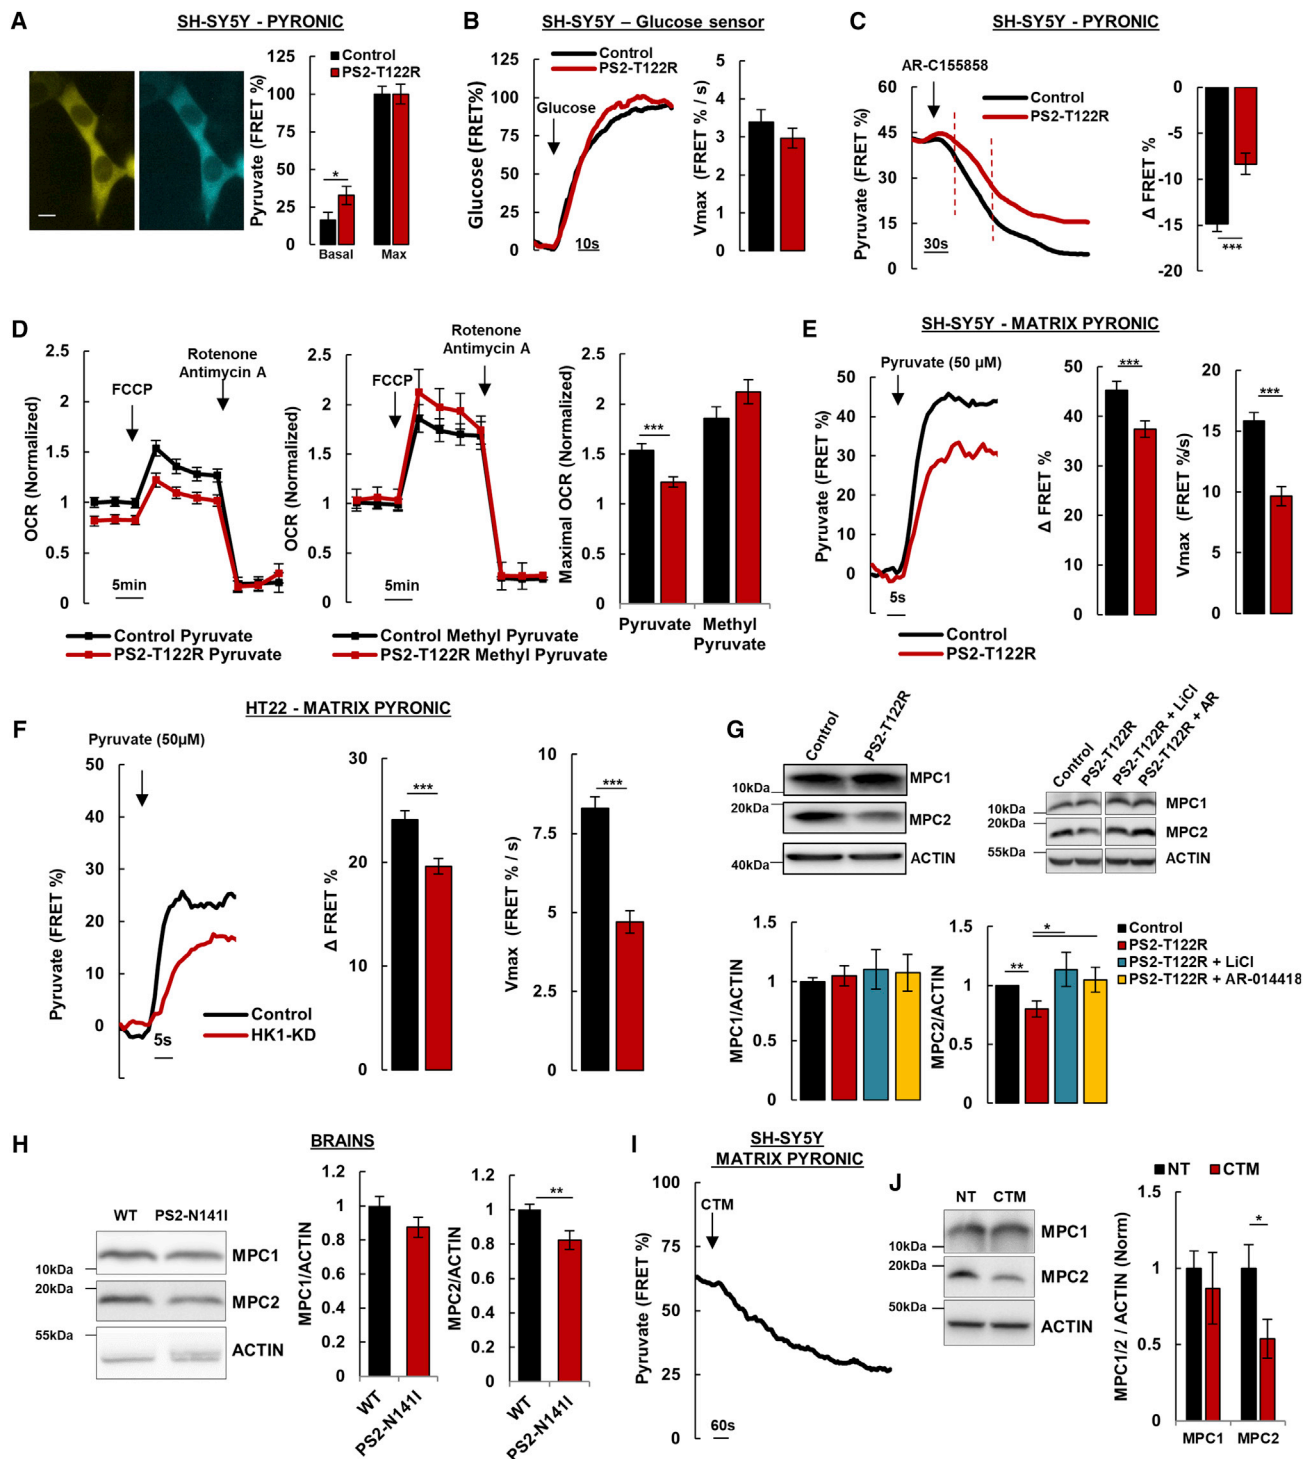 A
SH-SY5Y - PYRONIC
Pyruvate (FRET %)
125
100
75
50
25
0
Control
PS2-T122R
*
Basal
Max
B
SH-SY5Y – Glucose sensor
Control
PS2-T122R
Glucose (FRET%)
125
100
75
50
25
0
Glucose
10s
Vmax (FRET % / s)
5
4
3
2
1
0
C
SH-SY5Y - PYRONIC
AR-C155858
Control
PS2-T122R
Pyruvate (FRET %)
60
45
30
15
0
30s
Δ FRET %
0
-5
-10
-15
-20
***
D
OCR (Normalized)
2.5
2
1.5
1
0.5
0
FCCP
Rotenone
Antimycin A
5min
Control Pyruvate
PS2-T122R Pyruvate
OCR (Normalized)
2.5
2
1.5
1
0.5
0
FCCP
Rotenone
Antimycin A
5min
Control Methyl Pyruvate
PS2-T122R Methyl Pyruvate
Maximal OCR (Normalized)
2.5
2
1.5
1
0.5
0
***
Pyruvate
Methyl
Pyruvate
E
SH-SY5Y - MATRIX PYRONIC
Pyruvate (50 µM)
Pyruvate (FRET %)
50
40
30
20
10
0
5s
Control
PS2-T122R
Δ FRET %
50
40
30
20
10
0
***
Vmax (FRET %/s)
20
15
10
5
0
***
F
HT22 - MATRIX PYRONIC
Pyruvate (50µM)
Pyruvate (FRET %)
50
40
30
20
10
0
5s
Control
HK1-KD
Δ FRET %
30
20
10
0
***
Vmax (FRET % / s)
10
7.5
5
2.5
0
***
G
Control
PS2-T122R
10kDa
20kDa
40kDa
MPC1
MPC2
ACTIN
Control
PS2-T122R
PS2-T122R + LiCl
PS2-T122R + AR
10kDa
20kDa
55kDa
MPC1
MPC2
ACTIN
MPC1/ACTIN
1.5
1
0.5
0
MPC2/ACTIN
1.5
1
0.5
0
**
*
Control
PS2-T122R
PS2-T122R + LiCl
PS2-T122R + AR-014418
H
BRAINS
WT
PS2-N141I
10kDa
20kDa
55kDa
MPC1
MPC2
ACTIN
MPC1/ACTIN
1.2
1
0.8
0.6
0.4
0.2
0
WT
PS2-N141I
MPC2/ACTIN
1.2
1
0.8
0.6
0.4
0.2
0
**
WT
PS2-N141I
I
SH-SY5Y
MATRIX PYRONIC
CTM
Pyruvate (FRET %)
100
75
50
25
0
60s
J
NT
CTM
10kDa
20kDa
50kDa
MPC1
MPC2
ACTIN
NT
CTM
MPC1/2 / ACTIN (Norm)
1.5
1
0.5
0
*
MPC1
MPC2